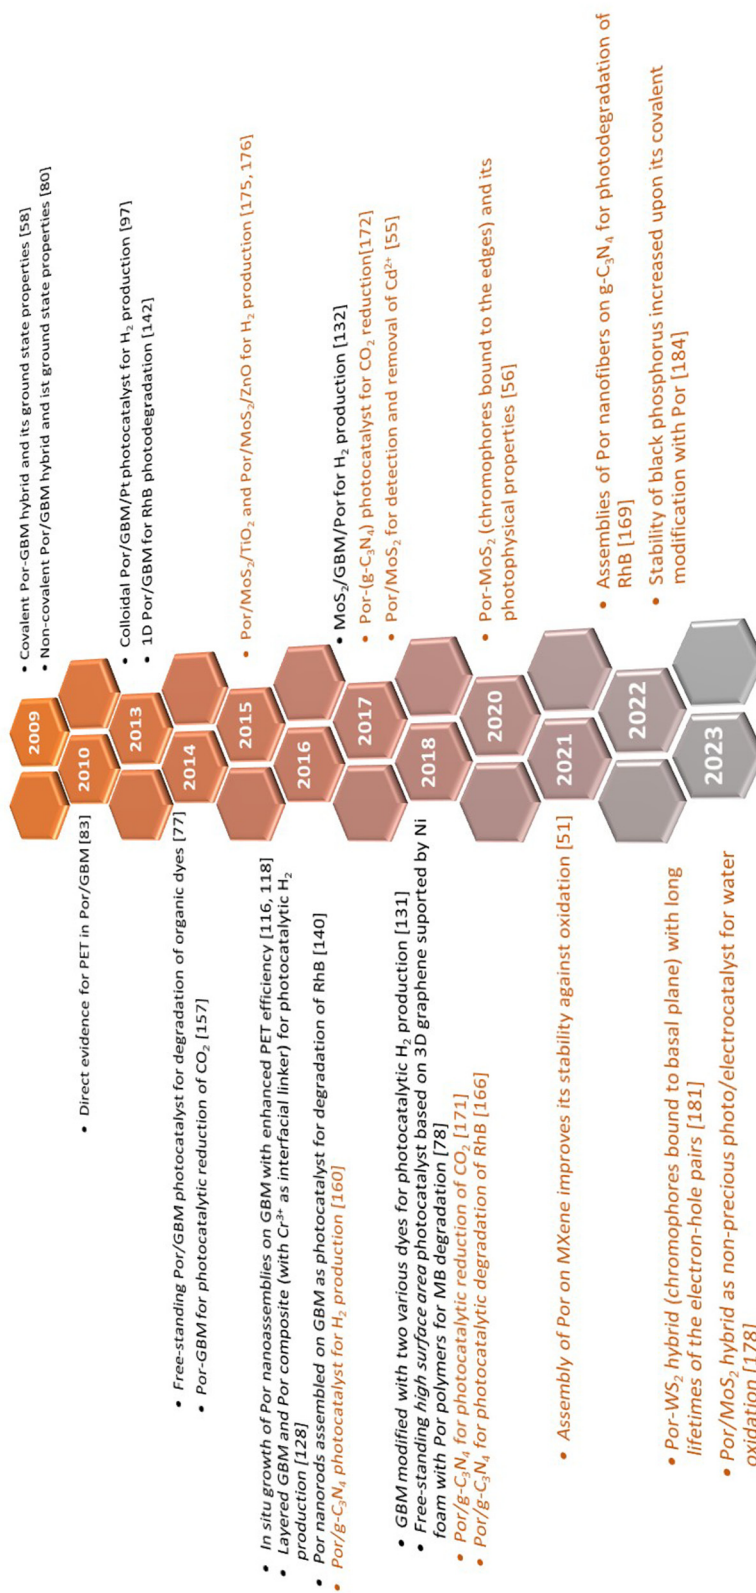 • Covalent Por-GBM hybrid and its ground state properties [58]
• Non-covalent Por/GBM hybrid and ist ground state properties [80]
2009
2010
• Direct evidence for PET in Por/GBM [83]
• Colloidal Por/GBM/Pt photocatalyst for H₂ production [97]
• 1D Por/GBM for RhB photodegradation [142]
2013
2014
• Free-standing Por/GBM photocatalyst for degradation of organic dyes [77]
• Por-GBM for photocatalytic reduction of CO₂ [157]
• Por/MoS₂/TiO₂ and Por/MoS₂/ZnO for H₂ production [175, 176]
2015
2016
• In situ growth of Por nanoassemblies on GBM with enhanced PET efficiency [116, 118]
• Layered GBM and Por composite (with Cr³⁺ as interfacial linker) for photocatalytic H₂
production [128]
• Por nanorods assembled on GBM as photocatalyst for degradation of RhB [140]
• Por/g-C₃N₄ photocatalyst for H₂ production [160]
• MoS₂/GBM/Porfor H₂ production [132]
• Por-(g-C₃N₄) photocatalyst for CO₂ reduction[172]
• Por/MoS₂ for detection and removal of Cd²⁺ [55]
2017
2018
• GBM modified with two various dyes for photocatalytic H₂ production [131]
• Free-standing high surface area photocatalyst based on 3D graphene suported by Ni
foam with Por polymers for MB degradation [78]
• Por/g-C₃N₄ for photocatalytic reduction of CO₂ [171]
• Por/g-C₃N₄ for photocatalytic degradation of RhB [166]
• Por-MoS₂ (chromophores bound to the edges) and its
photophysical properties [56]
2020
2021
• Assembly of Por on MXene improves its stability against oxidation [51]
• Assemblies of Por nanofibers on g-C₃N₄ for photodegradation of
RhB [169]
• Stability of black phosphorus increased upon its covalent
modification with Por [184]
2022
2023
• Por-WS₂ hybrid (chromophores bound to basal plane) with long
lifetimes of the electron-hole pairs [181]
• Por/MoS₂ hybrid as non-precious photo/electrocatalyst for water
oxidation [178]